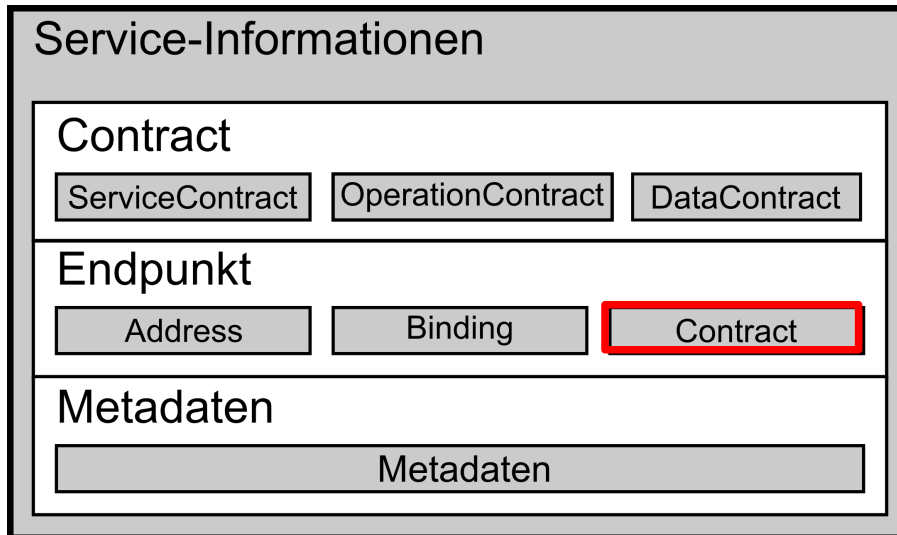 Service-Informationen
Contract
ServiceContract OperationContract DataContract
Endpunkt
Address Binding Contract
Metadaten
Metadaten